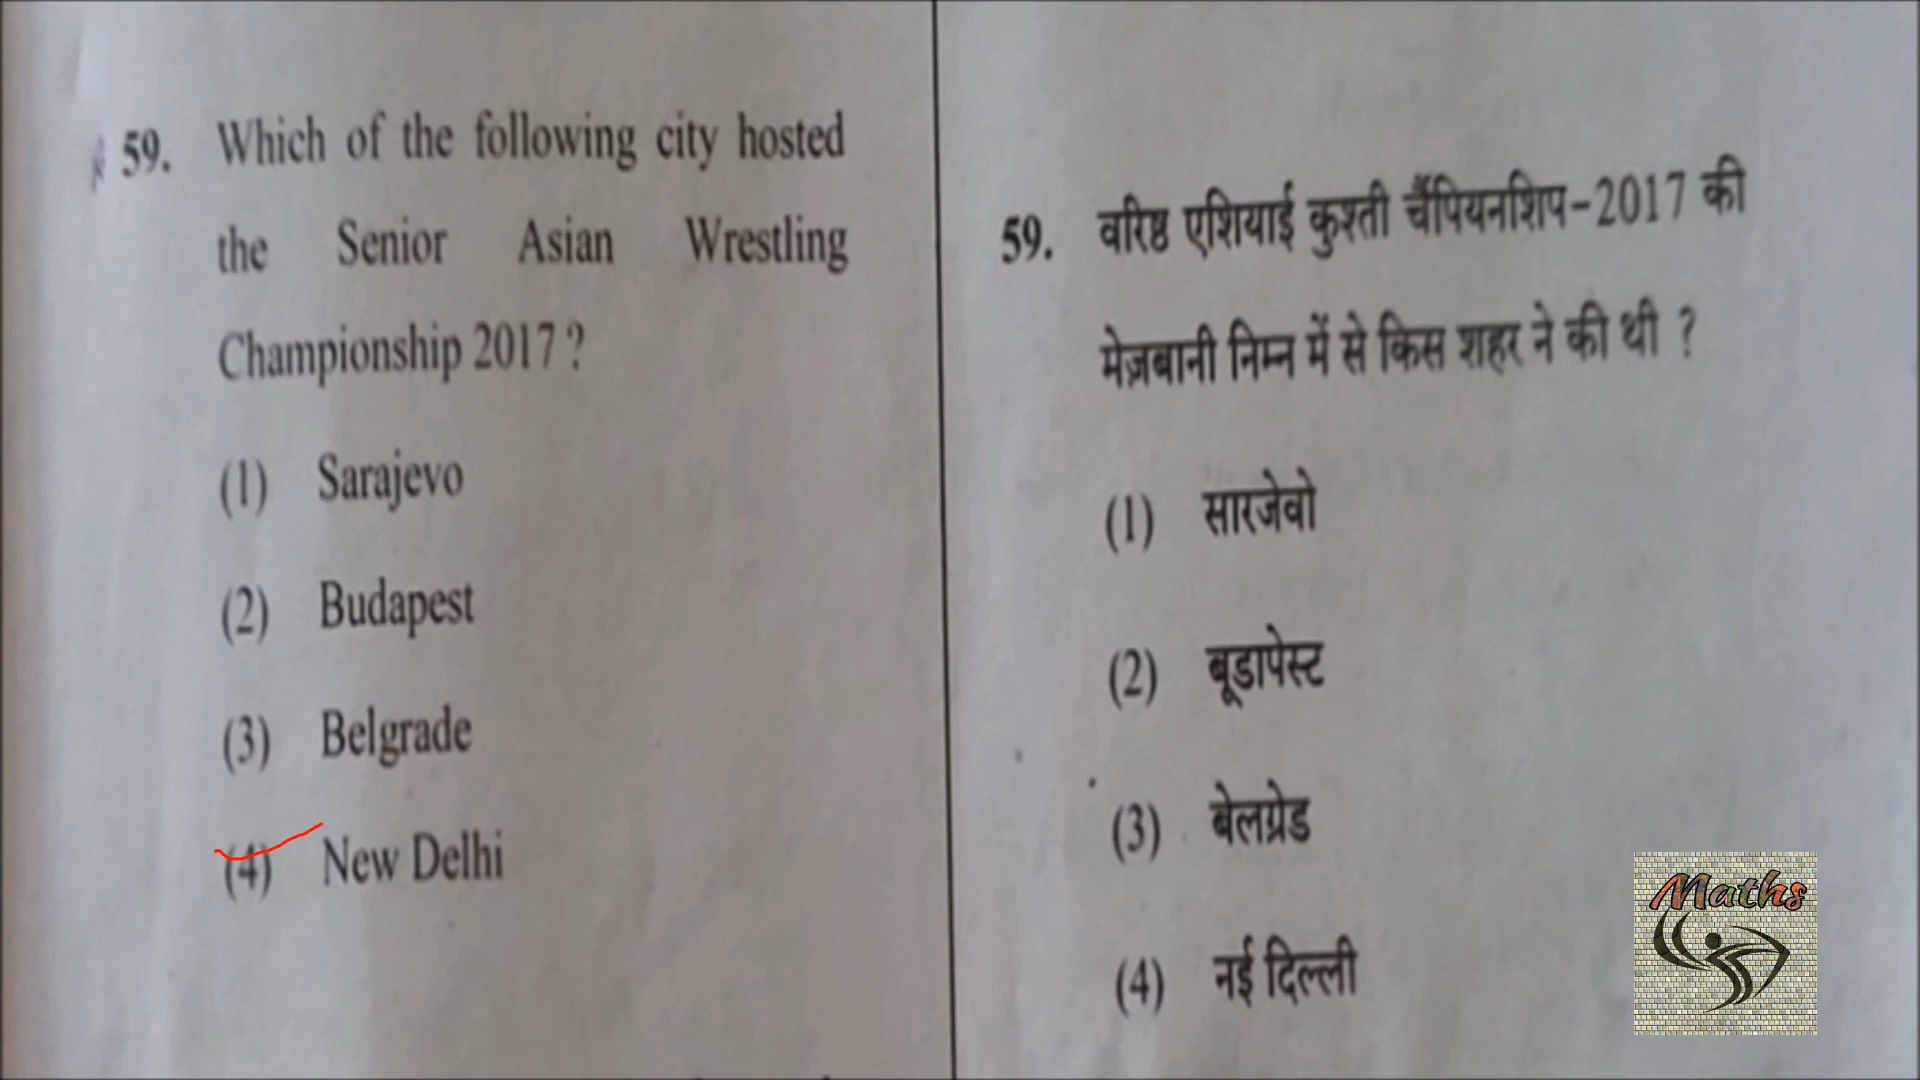 59. Which of the following city hosted
the Senior Asian Wrestling
Championship 2017 ?
(1) Sarajevo
(2) Budapest
(3) Belgrade
(4) New Delhi
59. वरिष्ठ एशियाई कुश्ती चैंपियनशिप-2017 की
मेज़बानी निम्न में से किस शहर ने की थी ?
(1) सारजेवो
(2) बूडापेस्ट
(3) बेलग्रेड
(4) नई दिल्ली
Maths